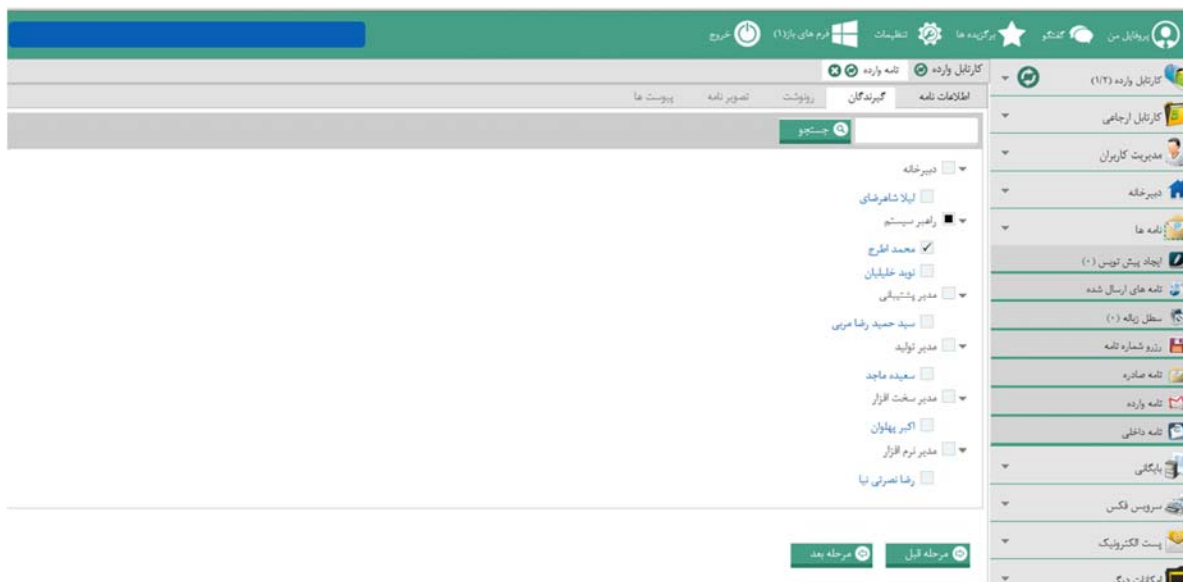 پروفایل من
گفتگو
برگزیده ها
تنظیمات
فرم های باز(۱)
خروج
کارتابل وارده (۱/۲)
کارتابل ارجاعی
مدیریت کاربران
دبیرخانه
نامه ها
ایجاد پیش نویس (۰)
نامه های ارسال شده
سطل زباله (۰)
رزرو شماره نامه
نامه صادره
نامه وارده
نامه داخلی
بایگانی
سرویس فکس
پست الکترونیک
امکانات دیگر
کارتابل وارده نامه وارده
اطلاعات نامه گیرندگان رونوشت تصویر نامه پیوست ها
جستجو
دبیرخانه
لیلا شاهرضای
راهبر سیستم
محمد اطرج
نوید خلیلیان
مدیر پشتیبانی
سید حمید رضا مربی
مدیر تولید
سعیده ماجد
مدیر سخت افزار
اکبر پهلوان
مدیر نرم افزار
رضا نصرتی نیا
مرحله قبل مرحله بعد